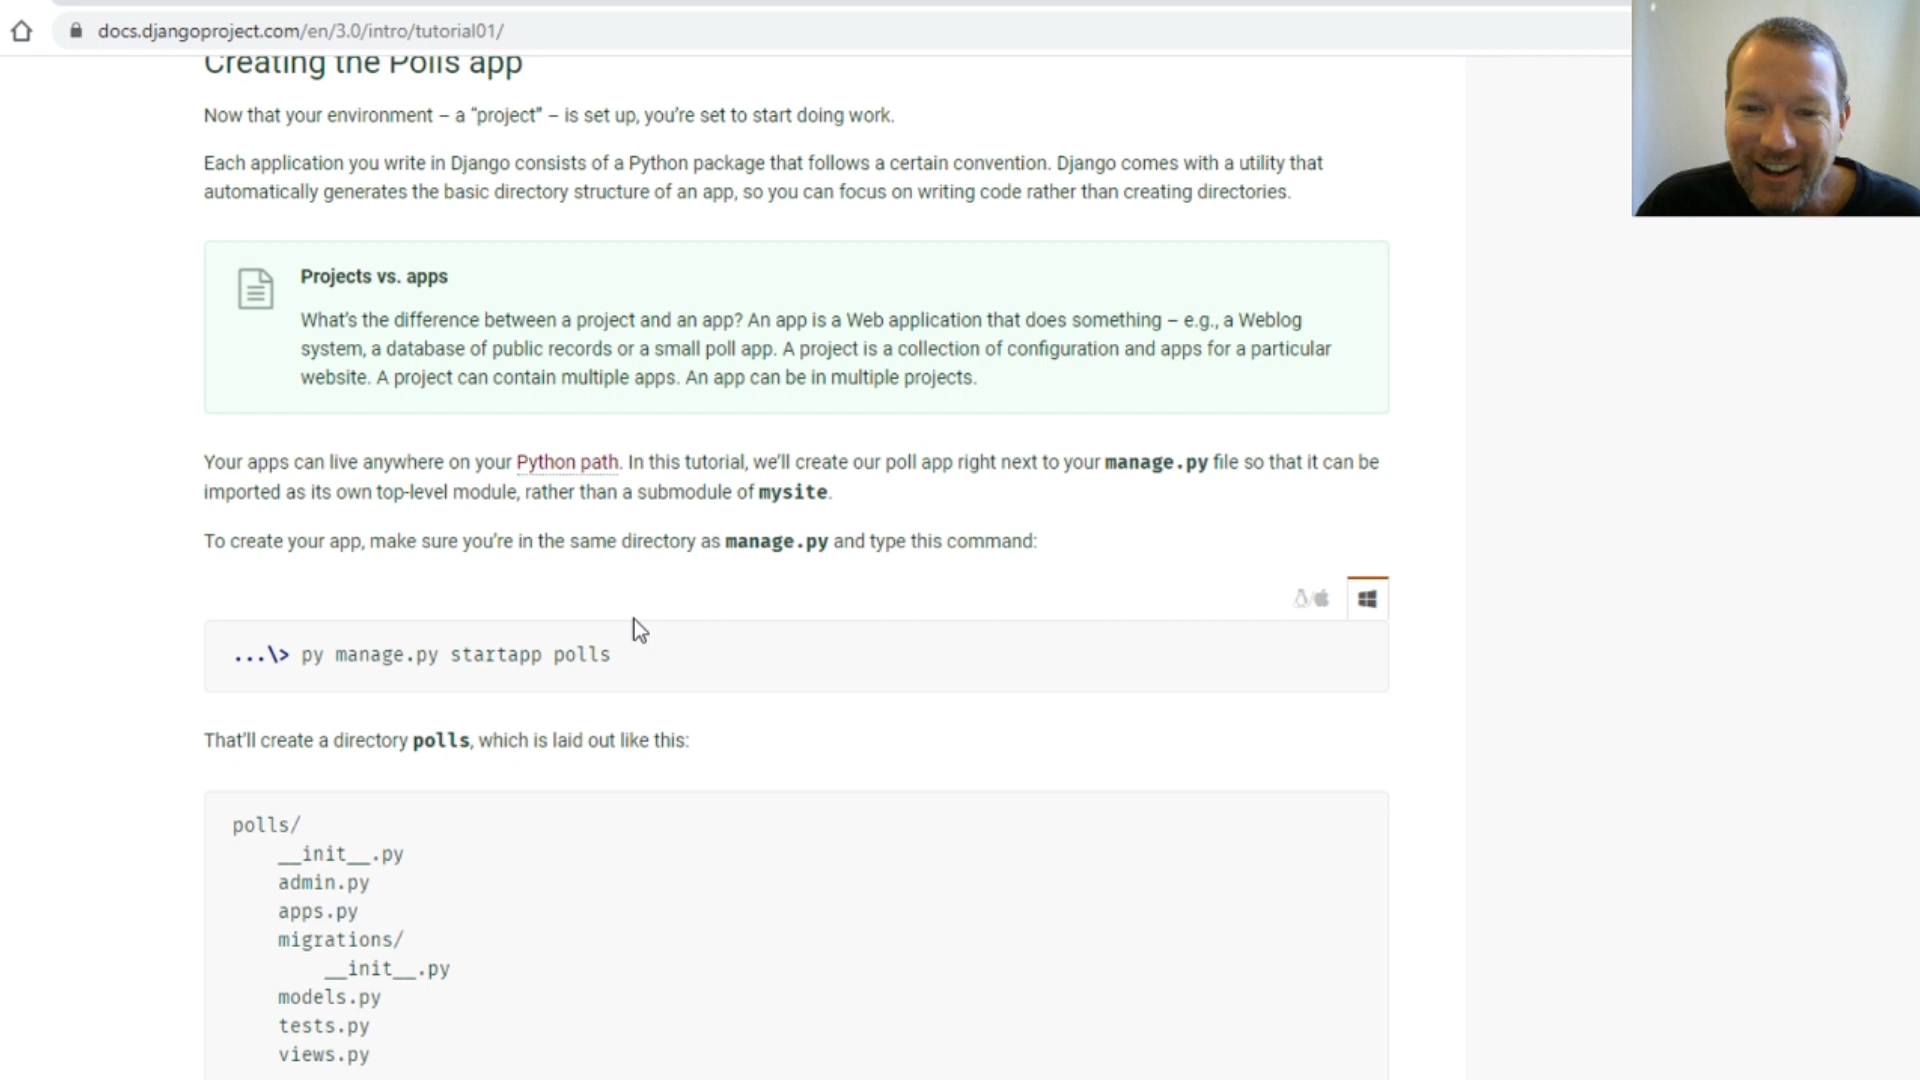 docs.djangoproject.com/en/3.0/intro/tutorial01/
Creating the Polls app
Now that your environment – a “project” – is set up, you’re set to start doing work.
Each application you write in Django consists of a Python package that follows a certain convention. Django comes with a utility that
automatically generates the basic directory structure of an app, so you can focus on writing code rather than creating directories.
Projects vs. apps
What’s the difference between a project and an app? An app is a Web application that does something – e.g., a Weblog
system, a database of public records or a small poll app. A project is a collection of configuration and apps for a particular
website. A project can contain multiple apps. An app can be in multiple projects.
Your apps can live anywhere on your Python path. In this tutorial, we’ll create our poll app right next to your manage.py file so that it can be
imported as its own top-level module, rather than a submodule of mysite.
To create your app, make sure you’re in the same directory as manage.py and type this command:
...\> py manage.py startapp polls
That’ll create a directory polls, which is laid out like this:
polls/
__init__.py
admin.py
apps.py
migrations/
__init__.py
models.py
tests.py
views.py